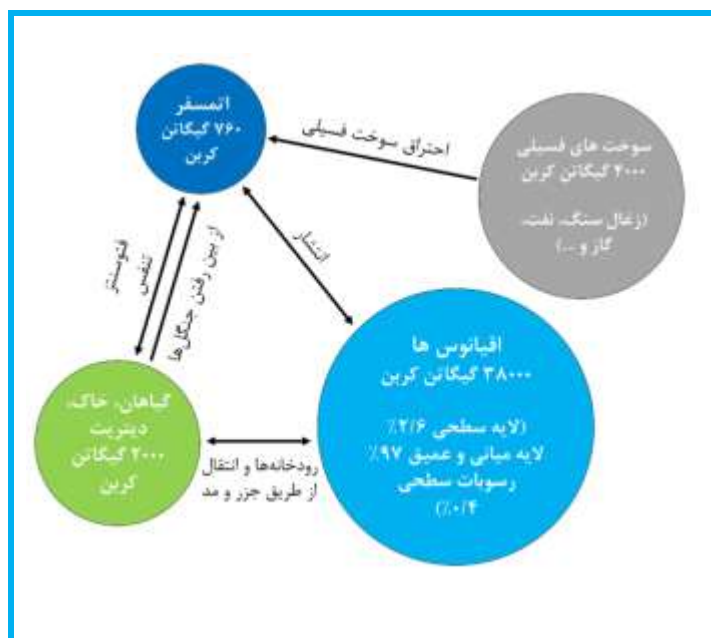 اتمسفر
۷۶۰ گیگاتن
کربن
سوخت های فسیلی
۴۰۰۰ گیگاتن کربن
(زغال سنگ، نفت،
گاز و ...)
احتراق سوخت فسیلی
انتشار
فتوسنتز
تنفس
از بین رفتن جنگل‌ها
اقیانوس ها
۳۸۰۰۰ گیگاتن کربن
(لایه سطحی ۲/۶٪
لایه میانی و عمیق ۹۷٪
رسوبات سطحی
۰/۴٪)
گیاهان، خاک،
دیتریت
۲۰۰۰ گیگاتن
کربن
رودخانه‌ها و انتقال
از طریق جزر و مد